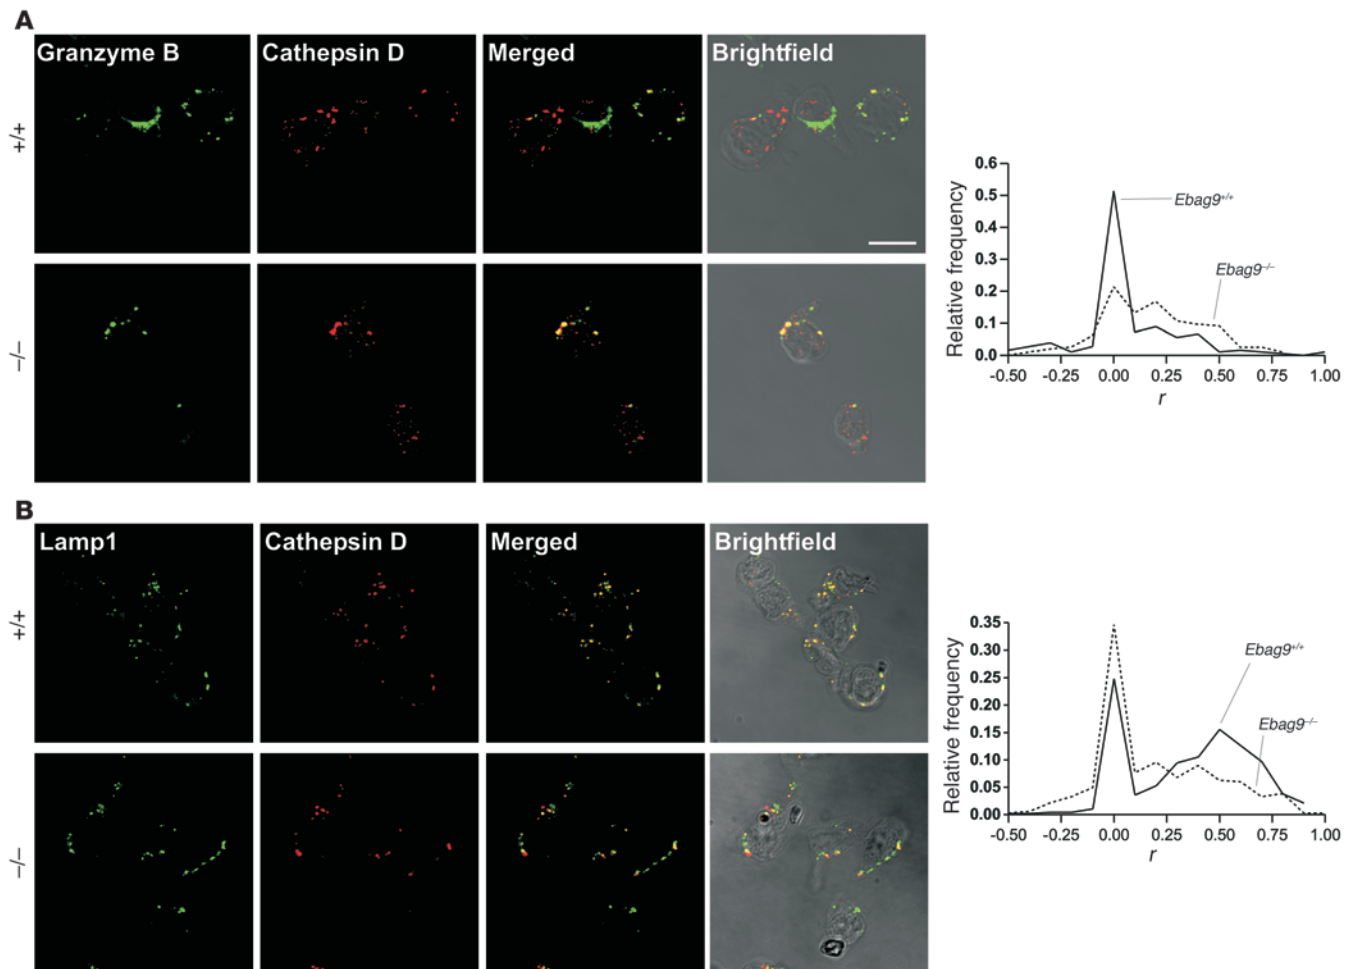 A
Granzyme B Cathepsin D Merged Brightfield
+/+
−/−
0.6
0.5
0.4
0.3
0.2
0.1
0.0
Relative frequency
Ebag9+/+
Ebag9−/−
-0.50 -0.25 0.00 0.25 0.50 0.75 1.00
r
B
Lamp1 Cathepsin D Merged Brightfield
+/+
−/−
0.35
0.30
0.25
0.20
0.15
0.10
0.05
0.00
Relative frequency
Ebag9+/+
Ebag9−/−
-0.50 -0.25 0.00 0.25 0.50 0.75 1.00
r